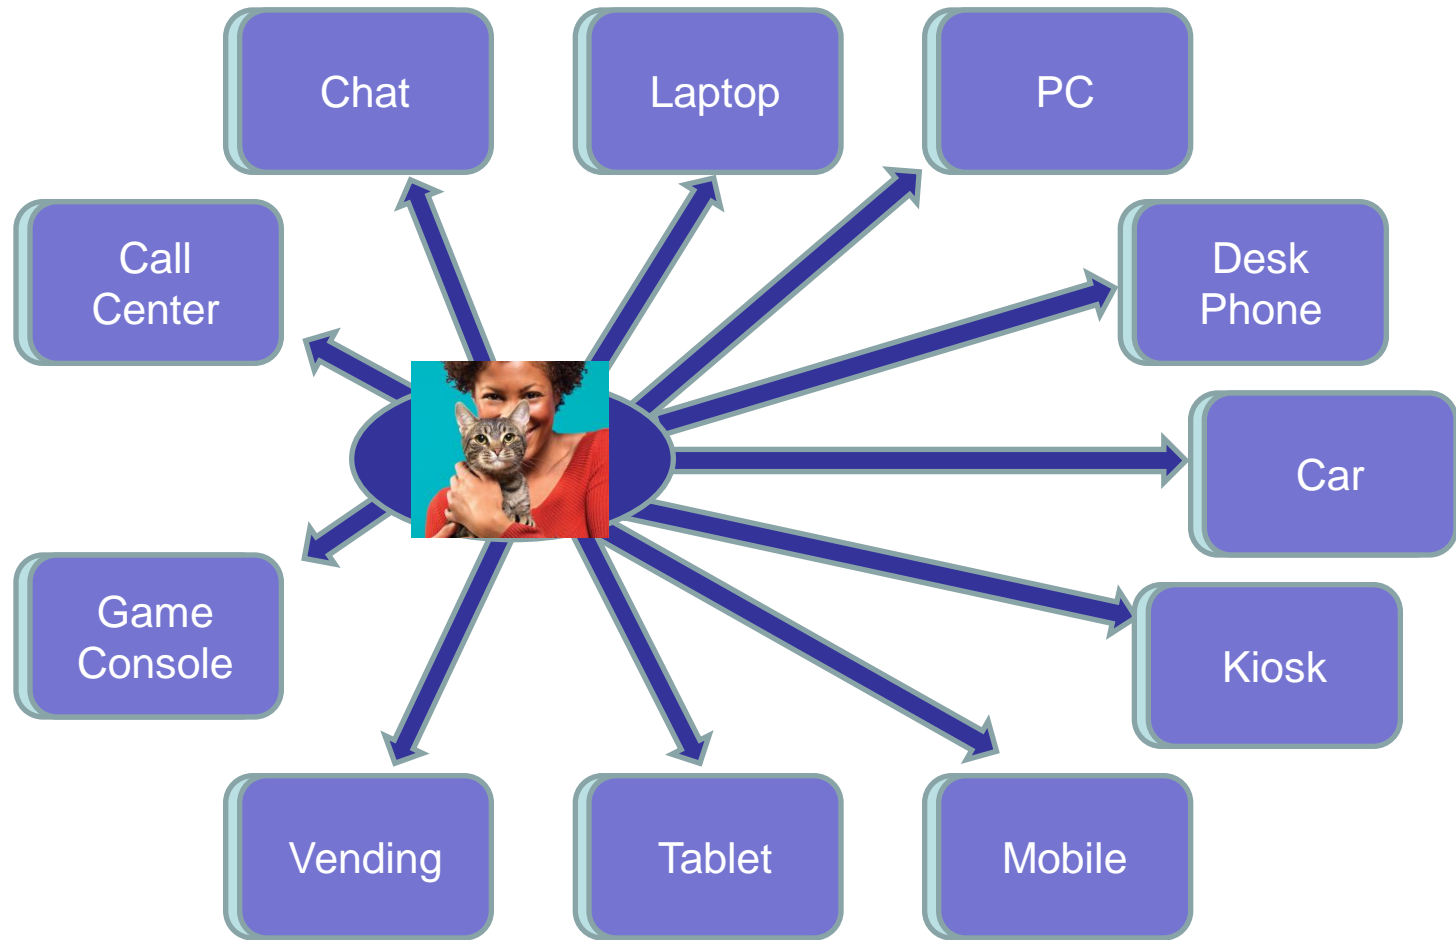 Chat
Laptop
PC
Call
Center
Desk
Phone
Car
Game
Console
Kiosk
Vending
Tablet
Mobile